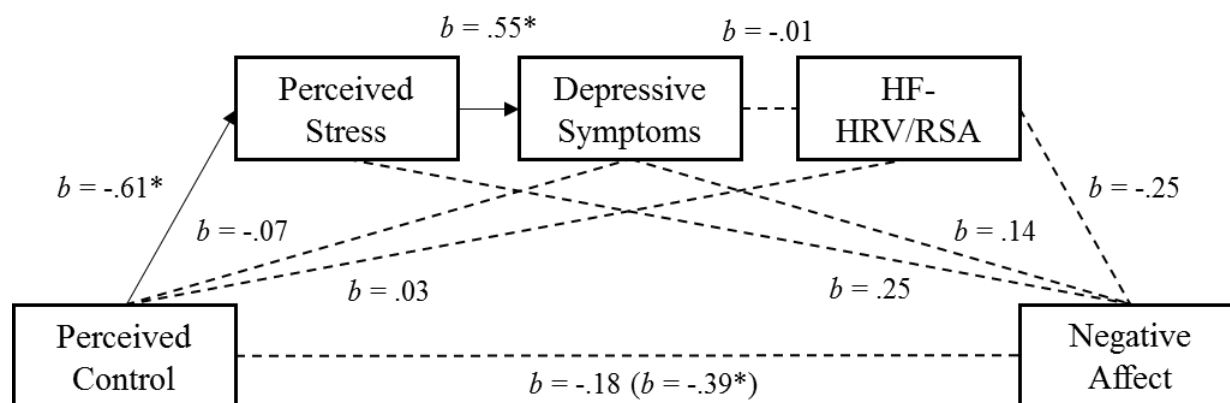 b = .55*
b = -.01
Perceived
Stress
Depressive
Symptoms
HF-
HRV/RSA
b = -.61*
b = -.25
b = -.07
b = .14
b = .03
b = .25
Perceived
Control
Negative
Affect
b = -.18 (b = -.39*)